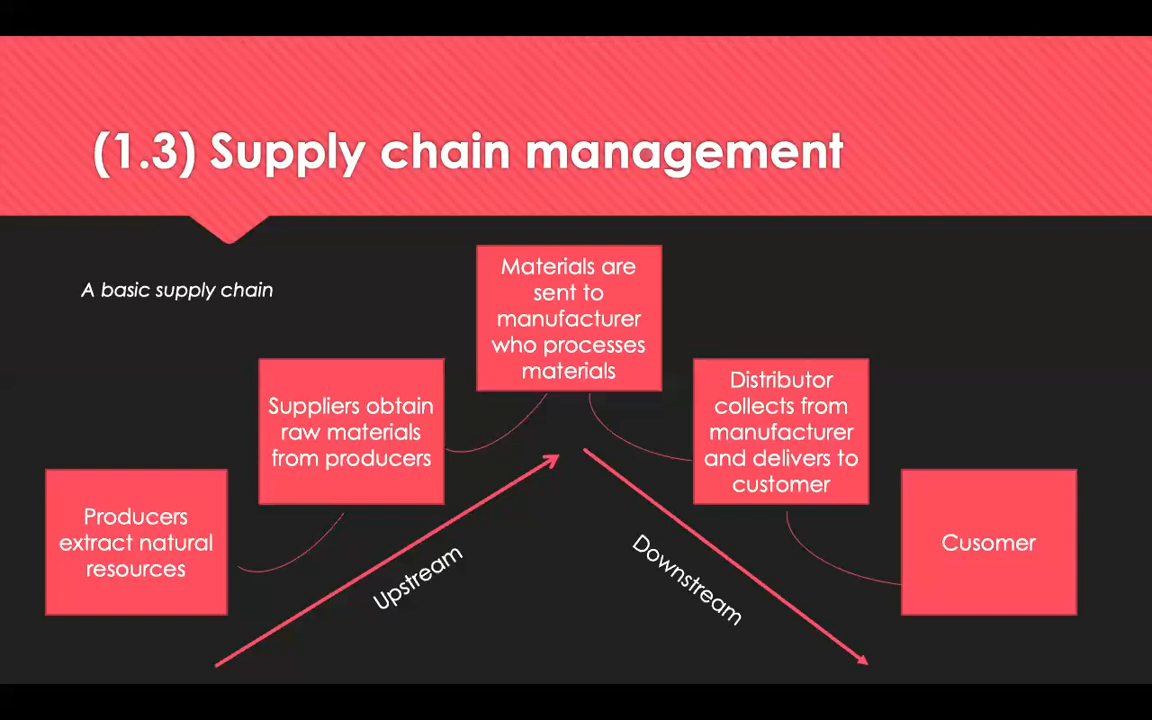 (1.3) Supply chain management
A basic supply chain
Producers
extract natural
resources
Suppliers obtain
raw materials
from producers
Materials are
sent to
manufacturer
who processes
materials
Distributor
collects from
manufacturer
and delivers to
customer
Cusomer
Upstream
Downstream